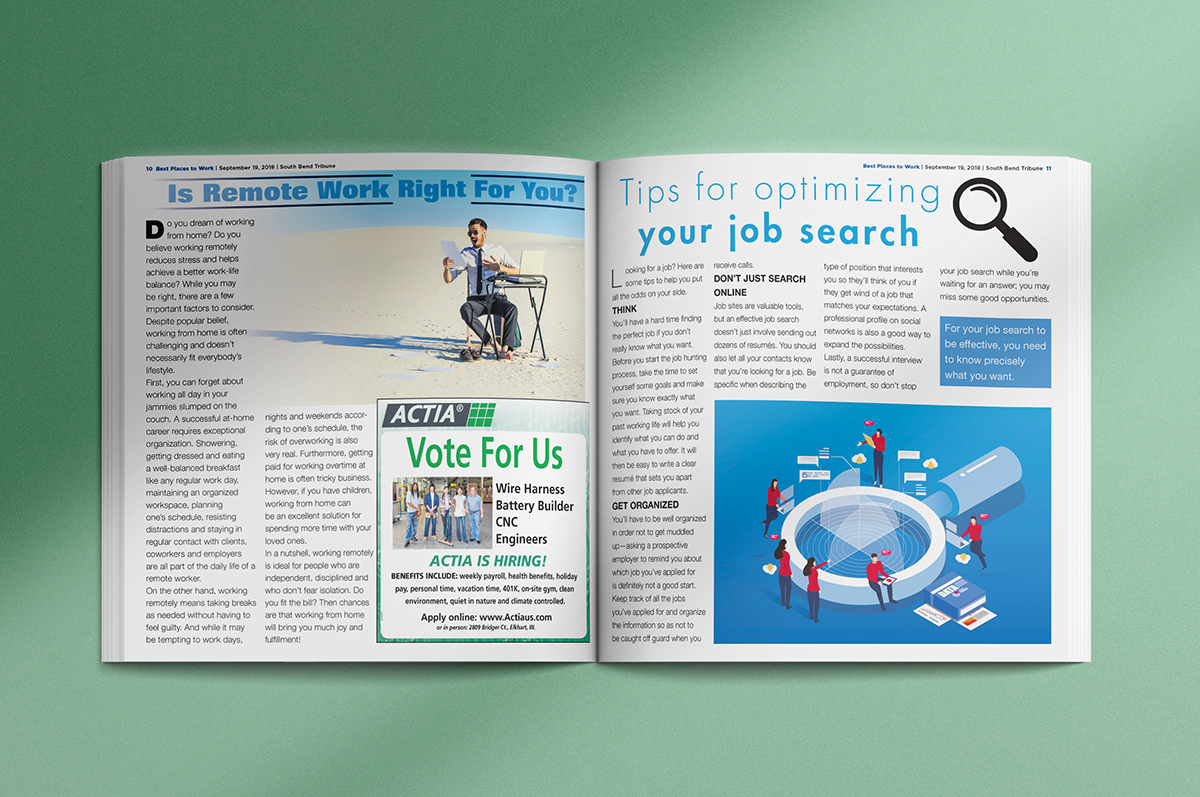 10 Best Places to Work | September 19, 2018 | South Bend Tribune
Is Remote Work Right For You?
Do you dream of working
from home? Do you
believe working remotely
reduces stress and helps
achieve a better work-life
balance? While you may
be right, there are a few
important factors to consider.
Despite popular belief,
working from home is often
challenging and doesn't
necessarily fit everybody's
lifestyle.
First, you can forget about
working all day in your
jammies slumped on the
couch. A successful at-home
career requires exceptional
organization. Showering,
getting dressed and eating
a well-balanced breakfast
like any regular work day,
maintaining an organized
workspace, planning
one's schedule, resisting
distractions and staying in
regular contact with clients,
coworkers and employers
are all part of the daily life of a
remote worker.
On the other hand, working
remotely means taking breaks
as needed without having to
feel guilty. And while it may
be tempting to work days,
nights and weekends accor-
ding to one's schedule, the
risk of overworking is also
very real. Furthermore, getting
paid for working overtime at
home is often tricky business.
However, if you have children,
working from home can
be an excellent solution for
spending more time with your
loved ones.
In a nutshell, working remotely
is ideal for people who are
independent, disciplined and
who don't fear isolation. Do
you fit the bill? Then chances
are that working from home
will bring you much joy and
fulfillment!
ACTIA®
Vote For Us
Wire Harness
Battery Builder
CNC
Engineers
ACTIA IS HIRING!
BENEFITS INCLUDE: weekly payroll, health benefits, holiday
pay, personal time, vacation time, 401K, on-site gym, clean
environment, quiet in nature and climate controlled.
Apply online: www.Actiaus.com
or in person: 2809 Bridger Ct., Elkhart, IN.
Best Places to Work | September 19, 2018 | South Bend Tribune 11
Tips for optimizing
your job search
Looking for a job? Here are
some tips to help you put
all the odds on your side.
THINK
You'll have a hard time finding
the perfect job if you don't
really know what you want.
Before you start the job hunting
process, take the time to set
yourself some goals and make
sure you know exactly what
you want. Taking stock of your
past working life will help you
identify what you can do and
what you have to offer. It will
then be easy to write a clear
resumé that sets you apart
from other job applicants.
GET ORGANIZED
You'll have to be well organized
in order not to get muddled
up—asking a prospective
employer to remind you about
which job you've applied for
is definitely not a good start.
Keep track of all the jobs
you've applied for and organize
the information so as not to
be caught off guard when you
receive calls.
DON'T JUST SEARCH
ONLINE
Job sites are valuable tools,
but an effective job search
doesn't just involve sending out
dozens of resumés. You should
also let all your contacts know
that you're looking for a job. Be
specific when describing the
type of position that interests
you so they'll think of you if
they get wind of a job that
matches your expectations. A
professional profile on social
networks is also a good way to
expand the possibilities.
Lastly, a successful interview
is not a guarantee of
employment, so don't stop
your job search while you're
waiting for an answer; you may
miss some good opportunities.
For your job search to
be effective, you need
to know precisely
what you want.
DATA